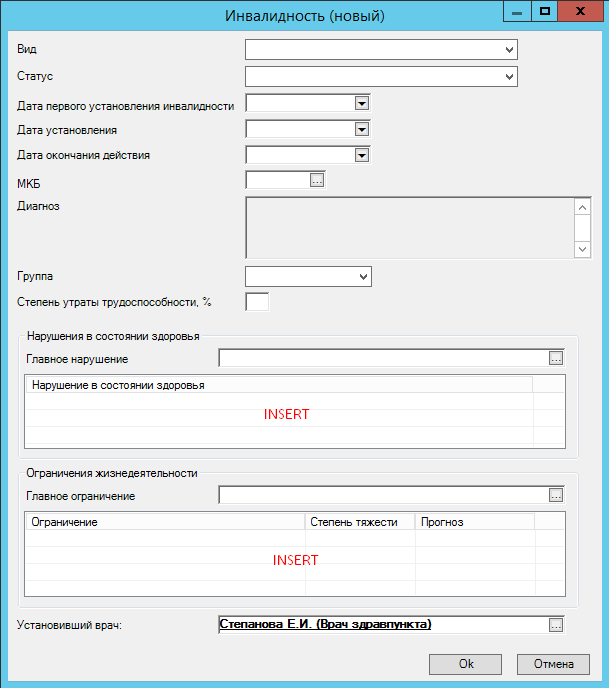 Инвалидность (новый)
Вид
Статус
Дата первого установления инвалидности
Дата установления
Дата окончания действия
МКБ
...
Диагноз
Группа
Степень утраты трудоспособности, %
Нарушения в состоянии здоровья
Главное нарушение ...
Нарушение в состоянии здоровья
INSERT
Ограничения жизнедеятельности
Главное ограничение ...
Ограничение Степень тяжести Прогноз
INSERT
Установивший врач: Степанова Е.И. (Врач здравпункта) ...
Ok Отмена